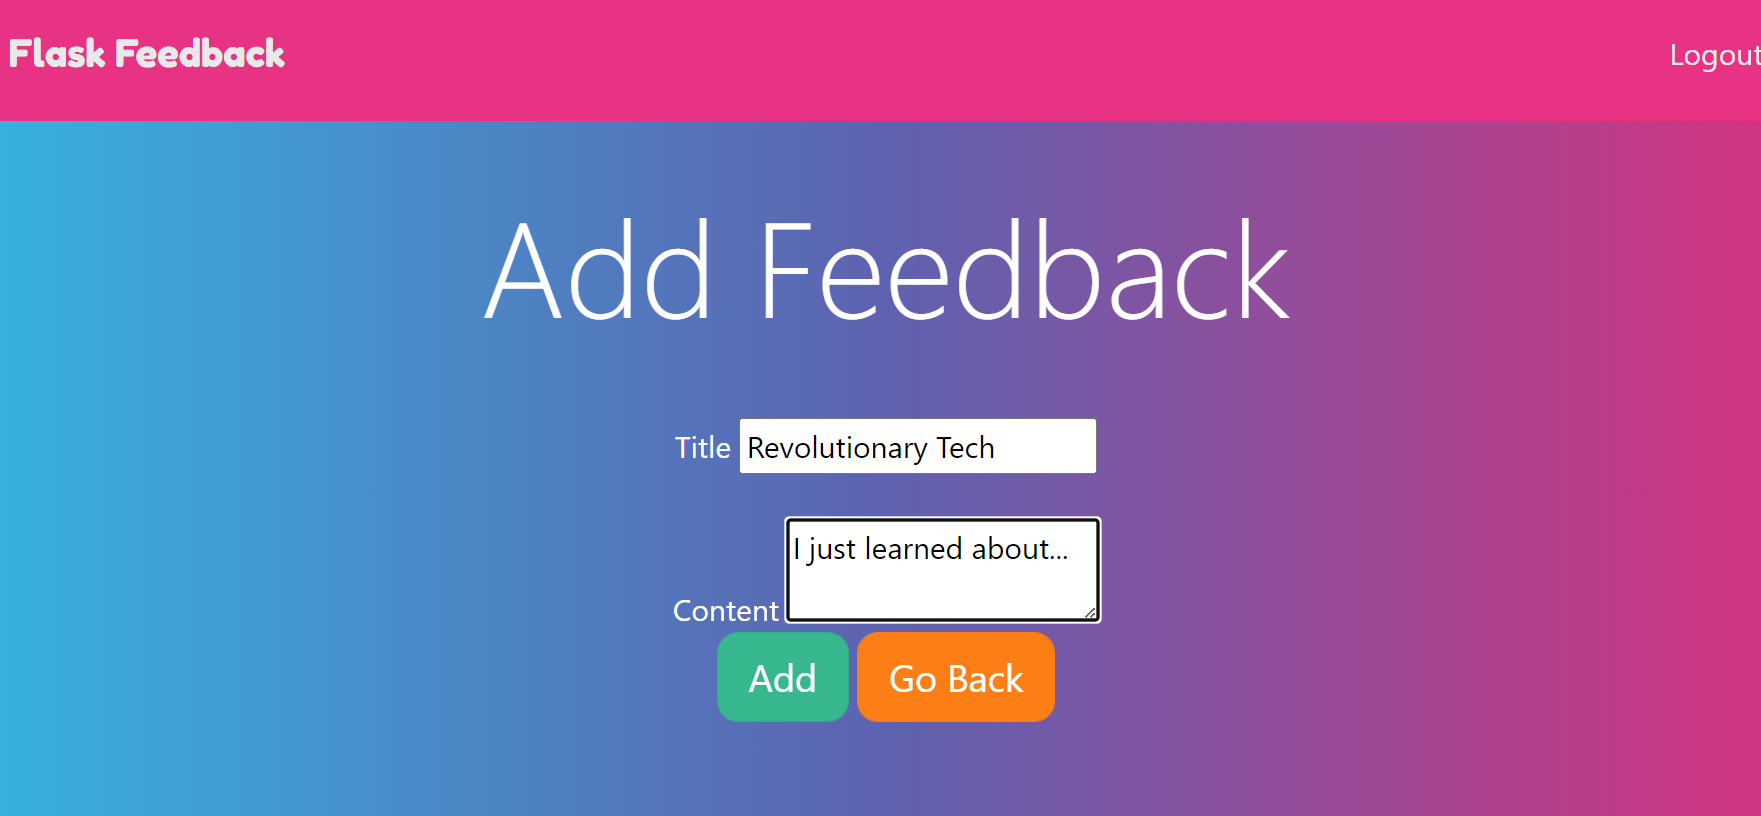 Flask Feedback
Logout
Add Feedback
Title Revolutionary Tech
I just learned about...
Content
Add Go Back